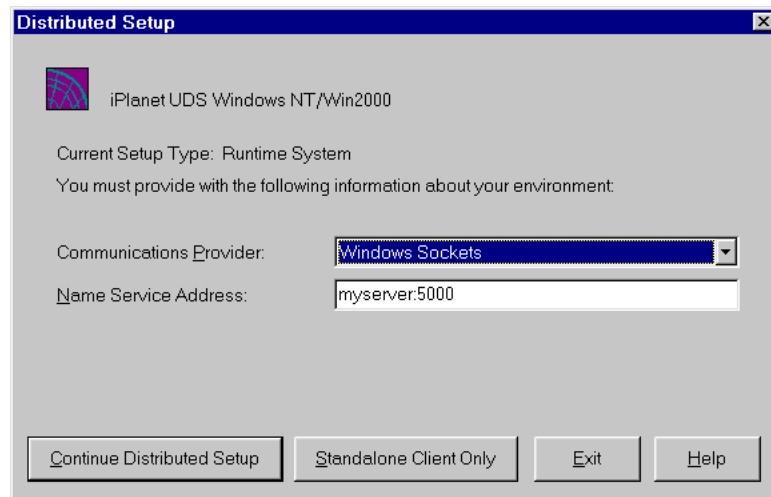 Distributed Setup
iPlanet UDS Windows NT/Win2000
Current Setup Type: Runtime System
You must provide with the following information about your environment:
Communications Provider: Windows Sockets
Name Service Address: myserver:5000
Continue Distributed Setup Standalone Client Only Exit Help